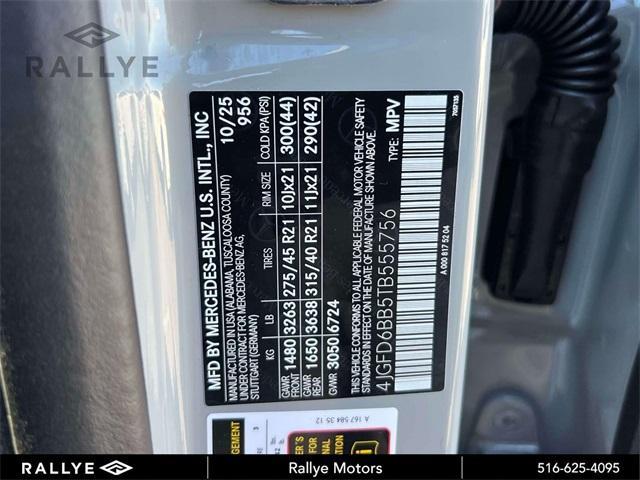 RALLYE
MFD BY MERCEDES-BENZ U.S. INTL., INC 10/25
MANUFACTURED IN USA (ALABAMA, TUSCALOOSA COUNTY) 956
UNDER CONTRACT FOR MERCEDES-BENZ AG,
STUTTGART (GERMANY)
KG LB TIRES RIM SIZE COLD KPA (PSI)
GAWR FRONT 1480 3263 275/45 R21 10Jx21 300(44)
GAWR REAR 1650 3638 315/40 R21 11Jx21 290(42)
GVWR 3050 6724
THIS VEHICLE CONFORMS TO ALL APPLICABLE FEDERAL MOTOR VEHICLE SAFETY
STANDARDS IN EFFECT ON THE DATE OF MANUFACTURE SHOWN ABOVE.
4JGFD6BB5TB555756 TYPE: MPV
A 000 817 52 04
7057135
A 167 584 35 12
RALLYE
Rallye Motors
516-625-4095